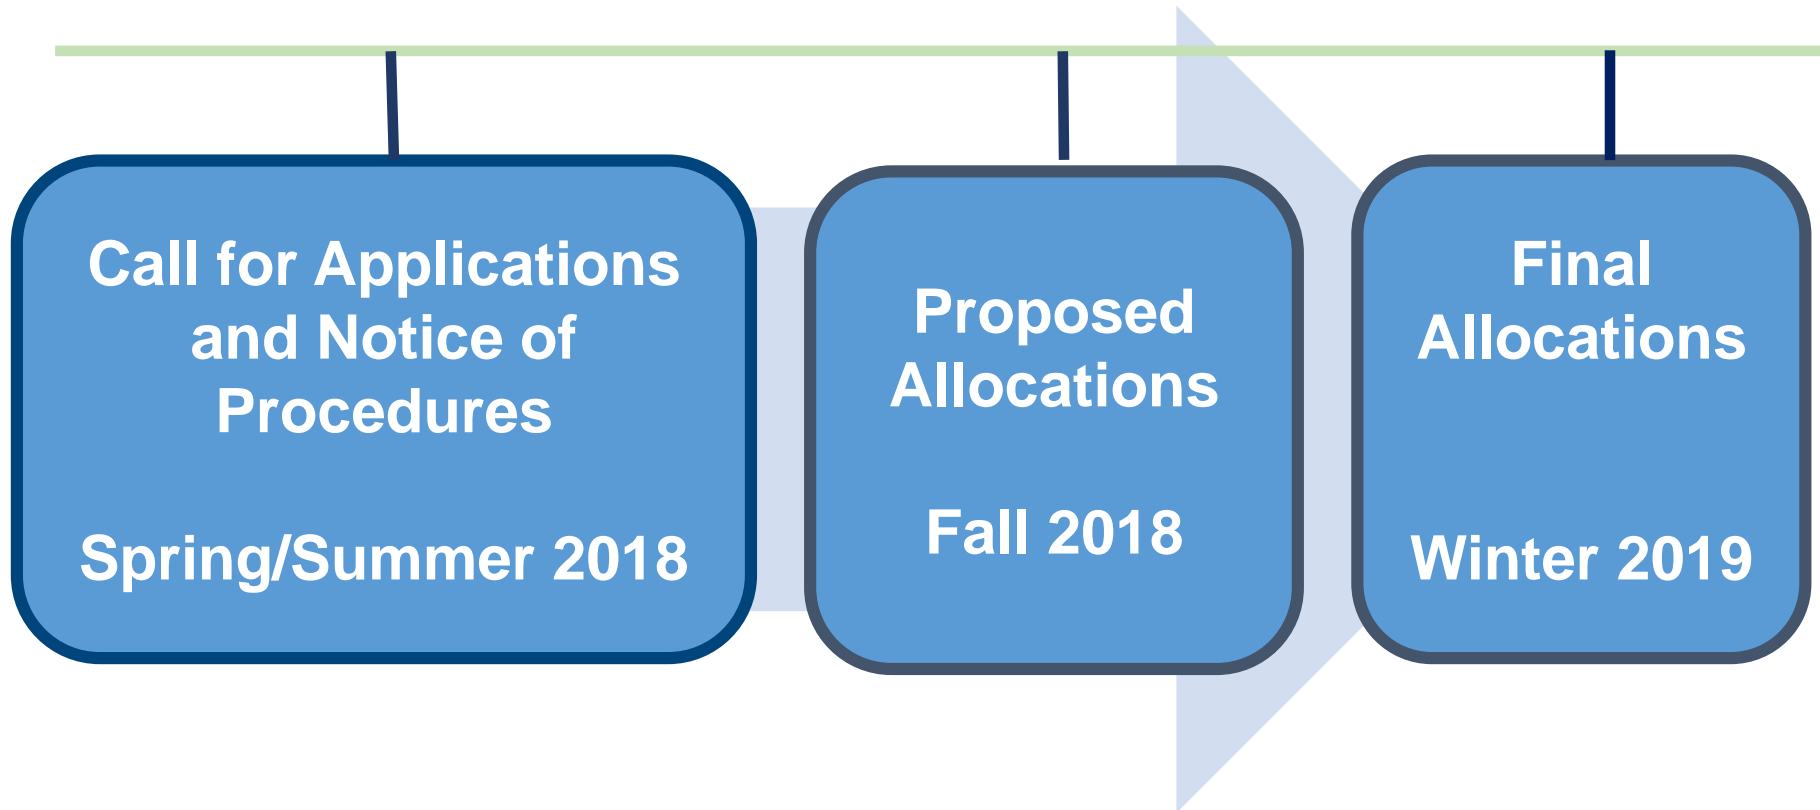 Call for Applications
and Notice of
Procedures
Spring/Summer 2018
Proposed
Allocations
Fall 2018
Final
Allocations
Winter 2019